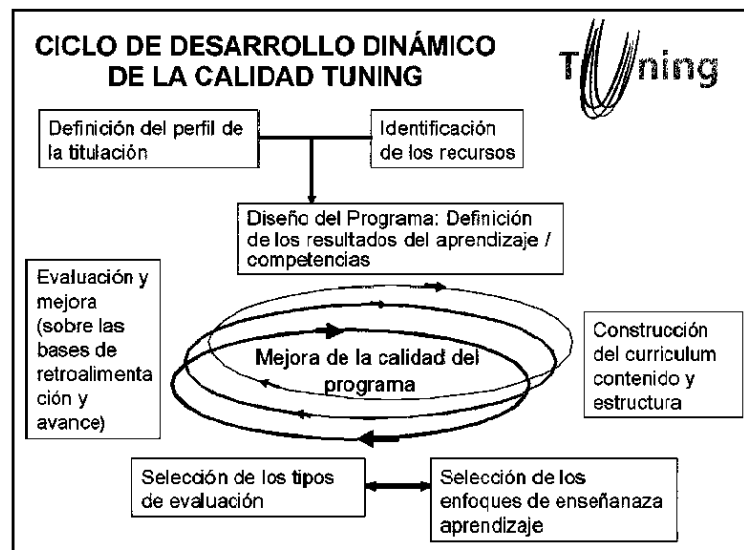 CICLO DE DESARROLLO DINÁMICO
DE LA CALIDAD TUNING
Tuning
Definición del perfil de
la titulación
Identificación
de los recursos
Diseño del Programa: Definición
de los resultados del aprendizaje /
competencias
Evaluación y
mejora
(sobre las
bases de
retroalimenta
ción y
avance)
Mejora de la calidad del
programa
Construcción
del curriculum
contenido y
estructura
Selección de los tipos
de evaluación
Selección de los
enfoques de enseñanaza
aprendizaje